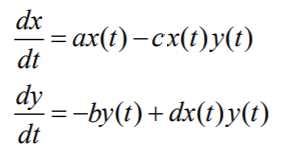 dx/dt = ax(t) − cx(t)y(t)
dy/dt = −by(t) + dx(t)y(t)